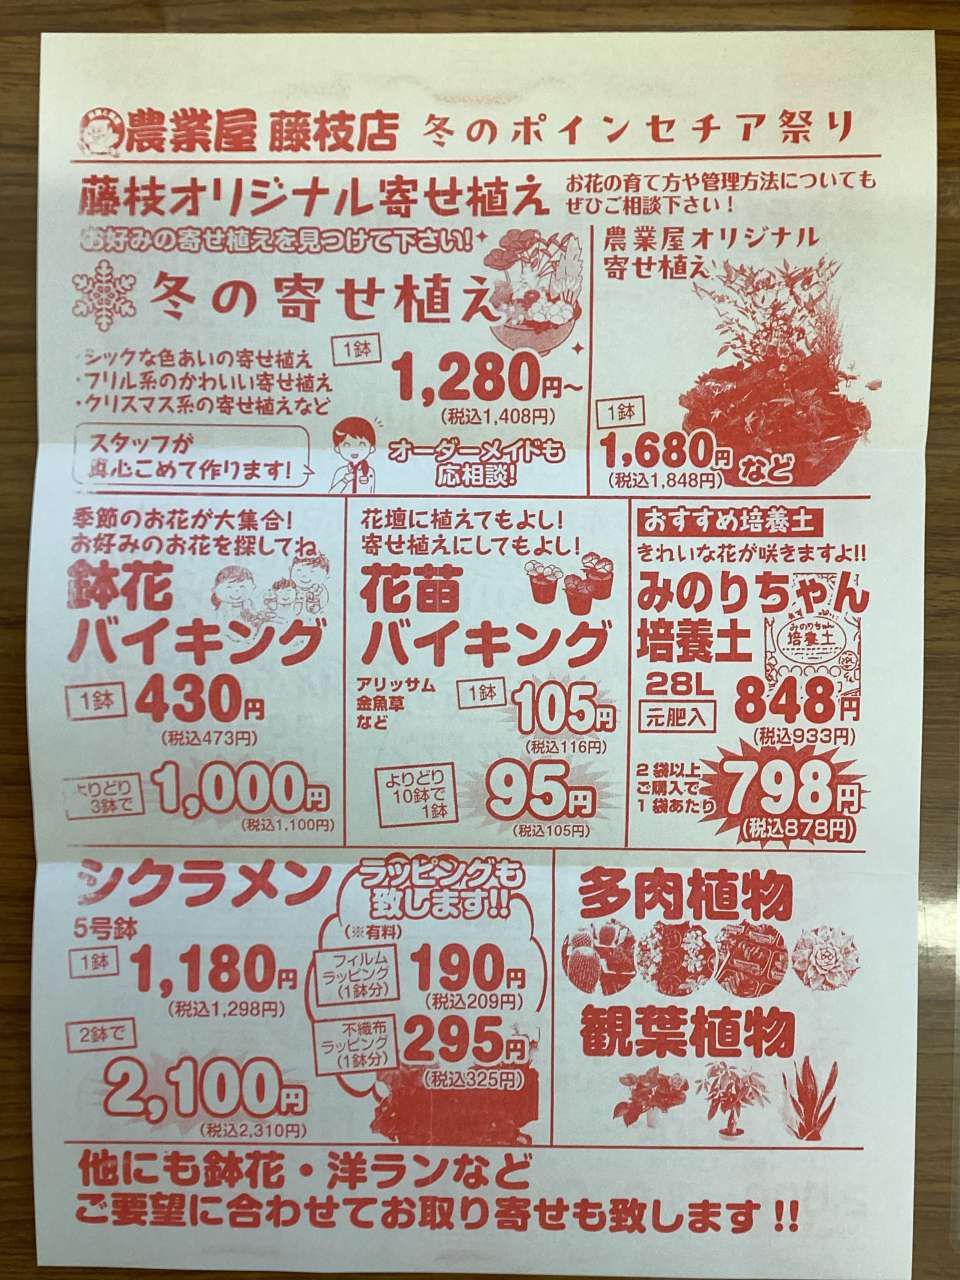 農業屋 藤枝店 冬のポインセチア祭り
藤枝オリジナル寄せ植え
お花の育て方や管理方法についても
ぜひご相談下さい！
お好みの寄せ植えを見つけて下さい!
冬の寄せ植え
・シックな色あいの寄せ植え
・フリル系のかわいい寄せ植え
・クリスマス系の寄せ植えなど
1鉢
1,280円～
(税込1,408円)
スタッフが
真心こめて作ります!
オーダーメイドも
応相談!
農業屋オリジナル
寄せ植え
1鉢
1,680円 など
(税込1,848円)
季節のお花が大集合!
お好みのお花を探してね
鉢花
バイキング
1鉢 430円
(税込473円)
よりどり
3鉢で
1,000円
(税込1,100円)
花壇に植えてもよし!
寄せ植えにしてもよし!
花苗
バイキング
アリッサム
金魚草
など
1鉢
105円
(税込116円)
よりどり
10鉢で
1鉢
95円
(税込105円)
おすすめ培養土
きれいな花が咲きますよ!!
みのりちゃん
培養土
みのりちゃん
培養土
28L
元肥入
848円
(税込933円)
2袋以上
ご購入で
1袋あたり
798円
(税込878円)
シクラメン
5号鉢
1鉢 1,180円
(税込1,298円)
2鉢で
2,100円
(税込2,310円)
ラッピングも
致します!!
(※有料)
フィルム
ラッピング
(1鉢分)
190円
(税込209円)
不織布
ラッピング
(1鉢分)
295円
(税込325円)
多肉植物
観葉植物
他にも鉢花・洋ランなど
ご要望に合わせてお取り寄せも致します!!